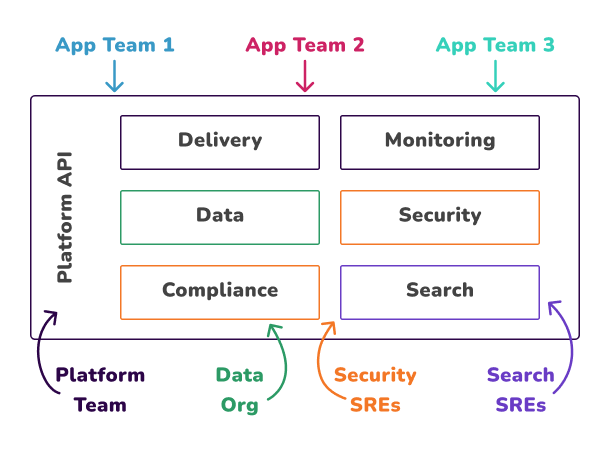 App Team 1
App Team 2
App Team 3
Platform API
Delivery
Monitoring
Data
Security
Compliance
Search
Platform
Team
Data
Org
Security
SREs
Search
SREs